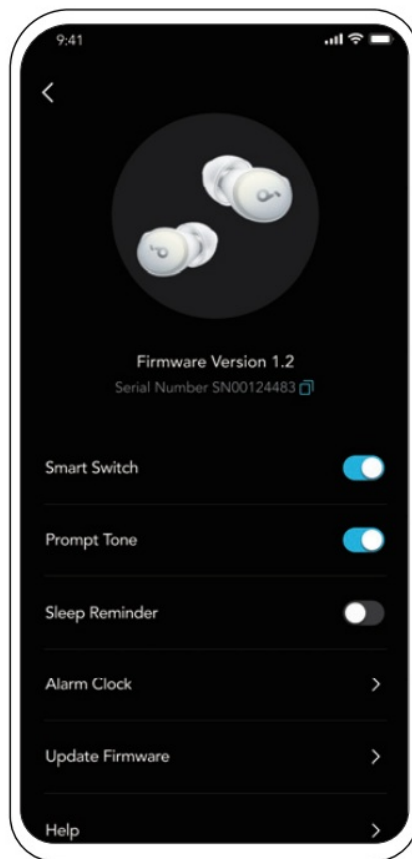 9:41
Firmware Version 1.2
Serial Number SN00124483
Smart Switch
Prompt Tone
Sleep Reminder
Alarm Clock
Update Firmware
Help